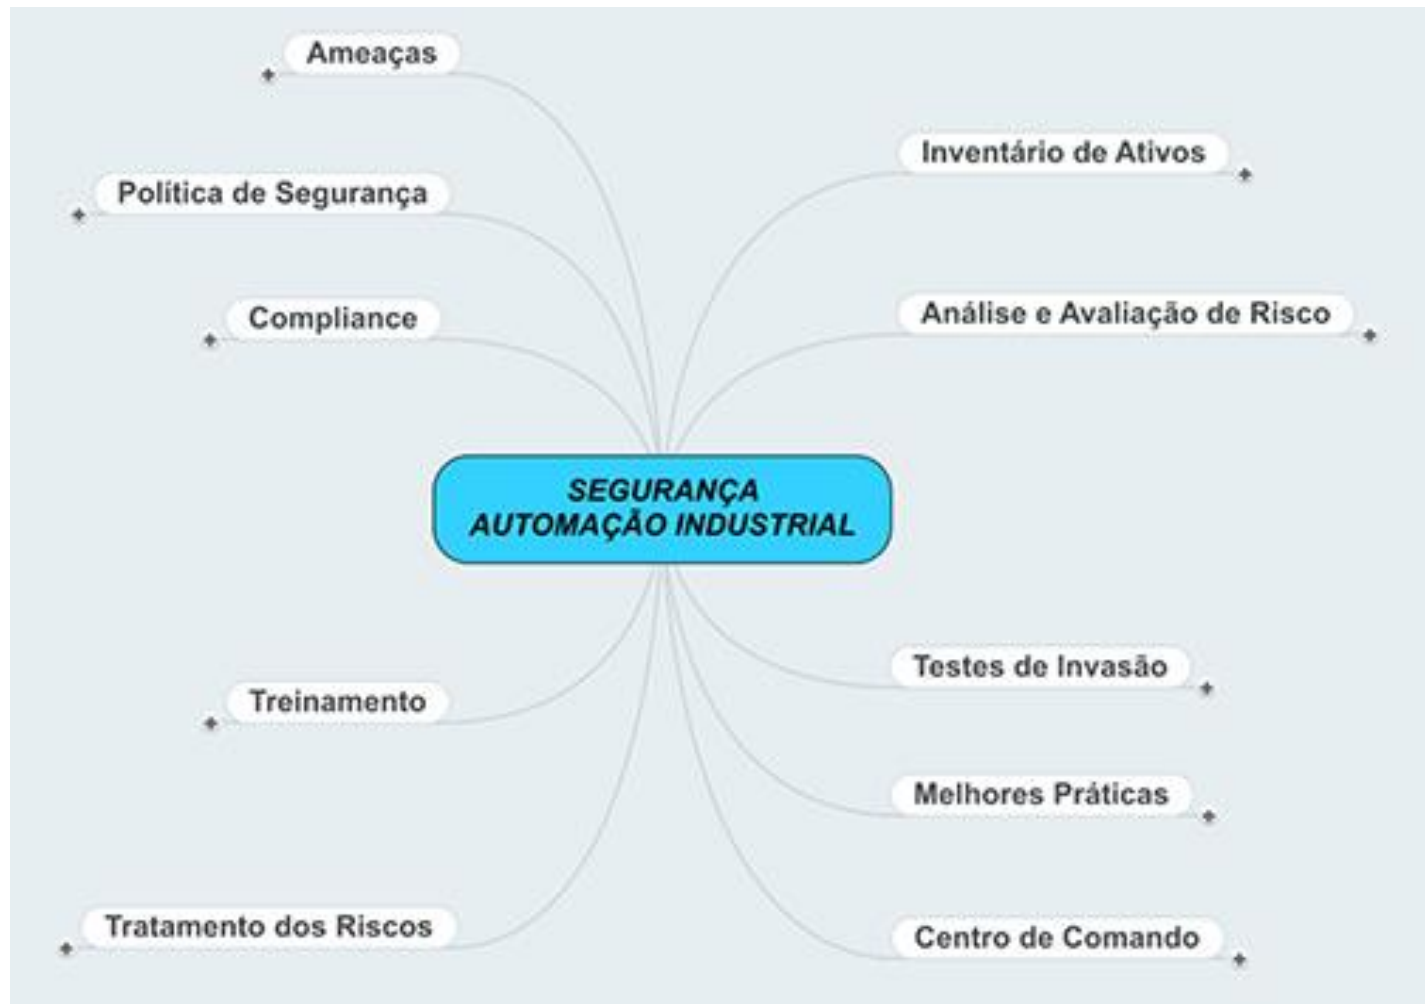 Ameaças
Inventário de Ativos
Política de Segurança
Compliance
Análise e Avaliação de Risco
SEGURANÇA
AUTOMAÇÃO INDUSTRIAL
Testes de Invasão
Treinamento
Melhores Práticas
Tratamento dos Riscos
Centro de Comando